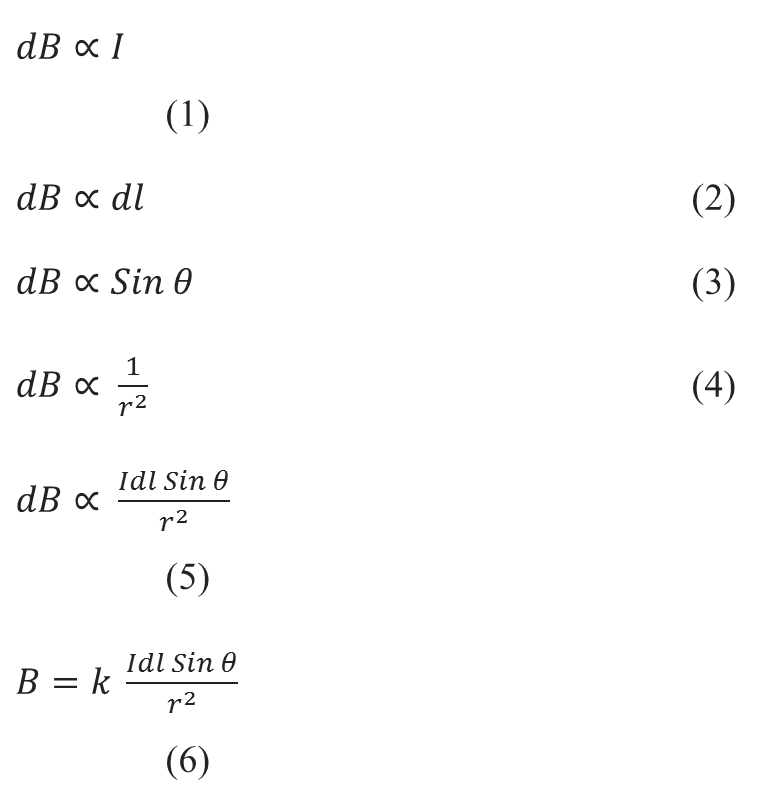 dB ∝ I
(1)
dB ∝ dl (2)
dB ∝ Sin θ (3)
dB ∝ 1/r² (4)
dB ∝ Idl Sin θ/r²
(5)
B = k Idl Sin θ/r²
(6)